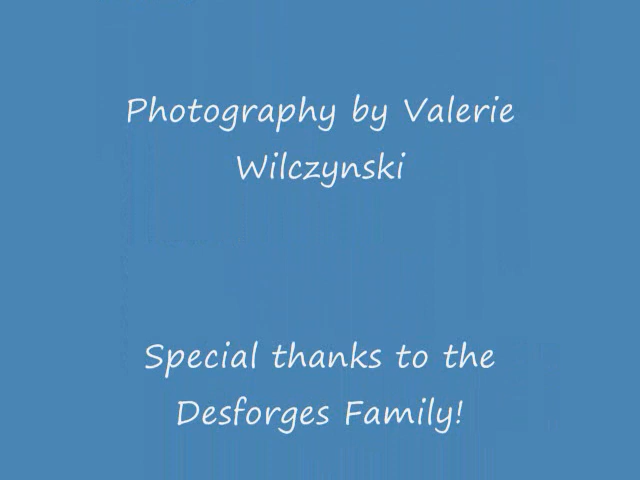 Photography by Valerie
Wilczynski
Special thanks to the
Desforges Family!